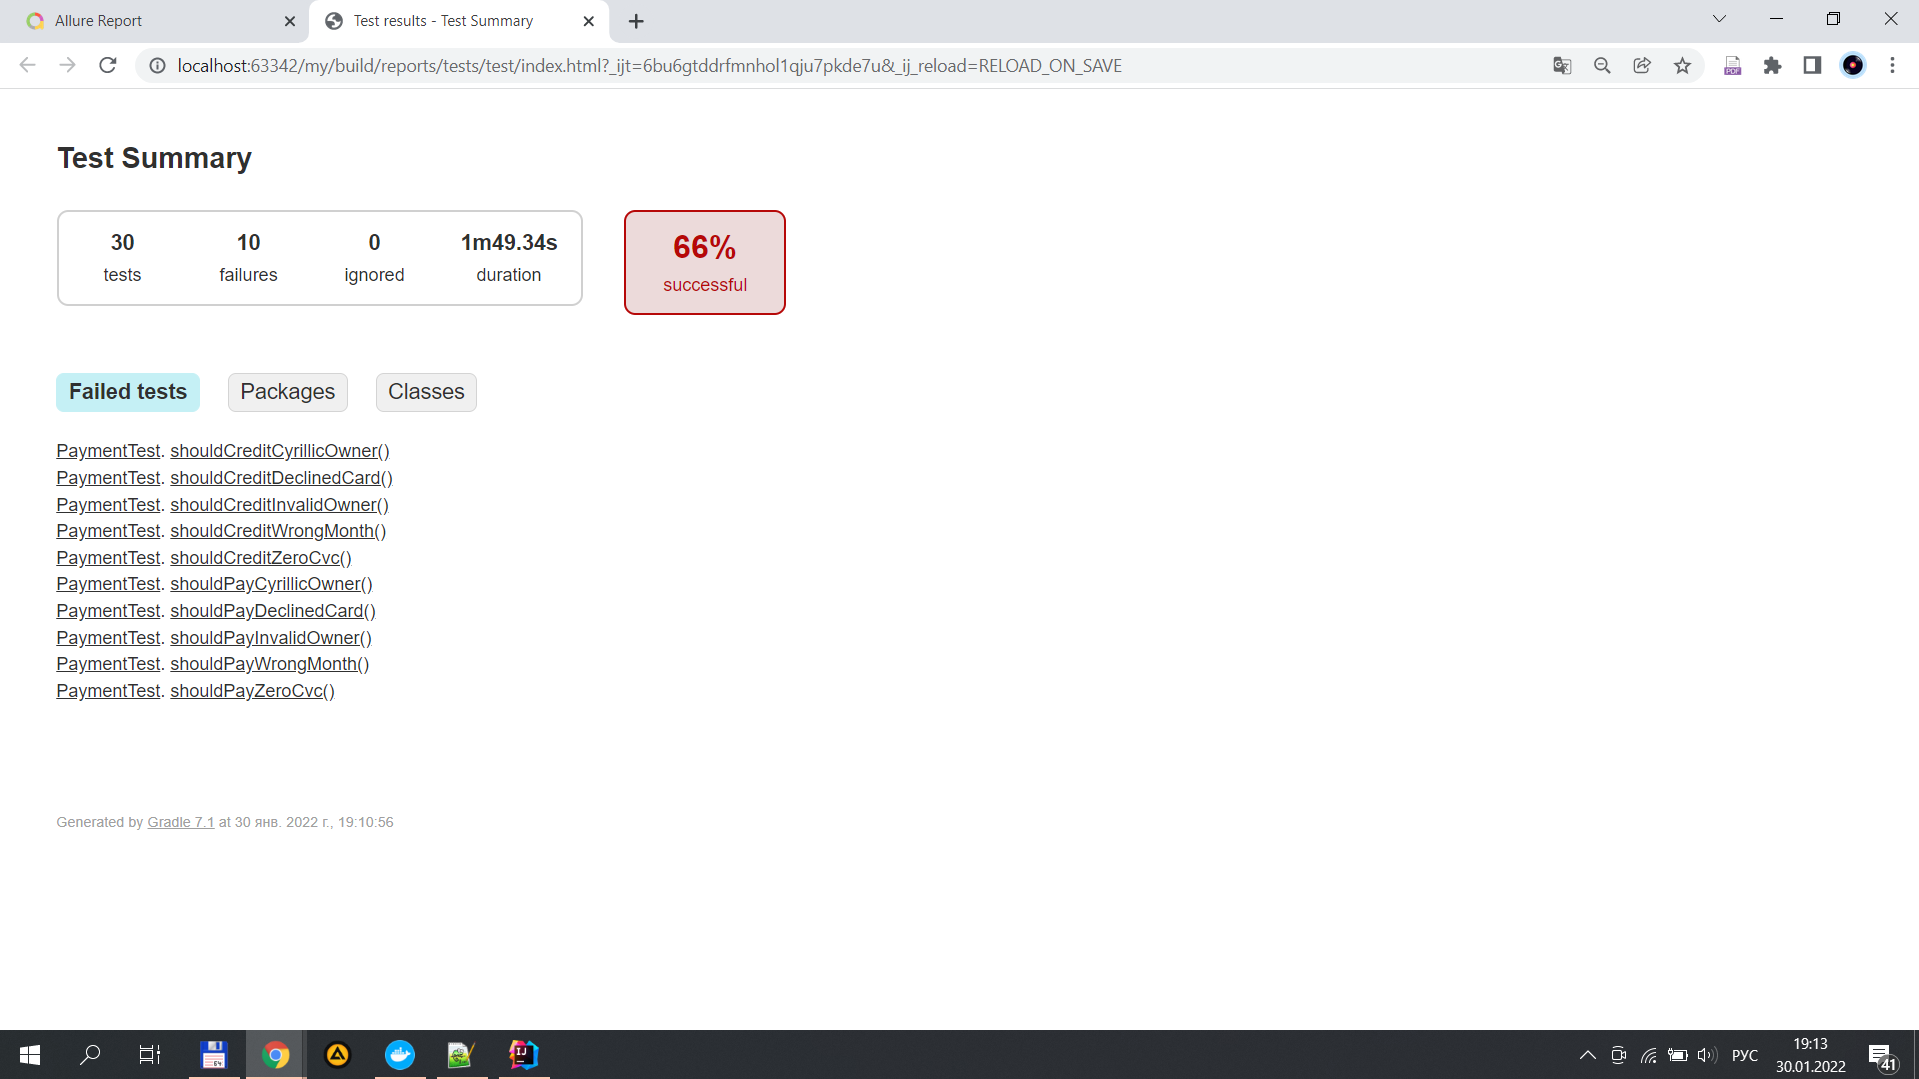 Allure Report
Test results - Test Summary
localhost:63342/my/build/reports/tests/test/index.html?_ijt=6bu6gtddrfmnhol1qju7pkde7u&_ij_reload=RELOAD_ON_SAVE
PDF
Test Summary
30 10 0 1m49.34s
tests failures ignored duration
66%
successful
Failed tests Packages Classes
PaymentTest. shouldCreditCyrillicOwner()
PaymentTest. shouldCreditDeclinedCard()
PaymentTest. shouldCreditInvalidOwner()
PaymentTest. shouldCreditWrongMonth()
PaymentTest. shouldCreditZeroCvc()
PaymentTest. shouldPayCyrillicOwner()
PaymentTest. shouldPayDeclinedCard()
PaymentTest. shouldPayInvalidOwner()
PaymentTest. shouldPayWrongMonth()
PaymentTest. shouldPayZeroCvc()
Generated by Gradle 7.1 at 30 янв. 2022 г., 19:10:56
64
IJ
РУС
19:13
30.01.2022
41